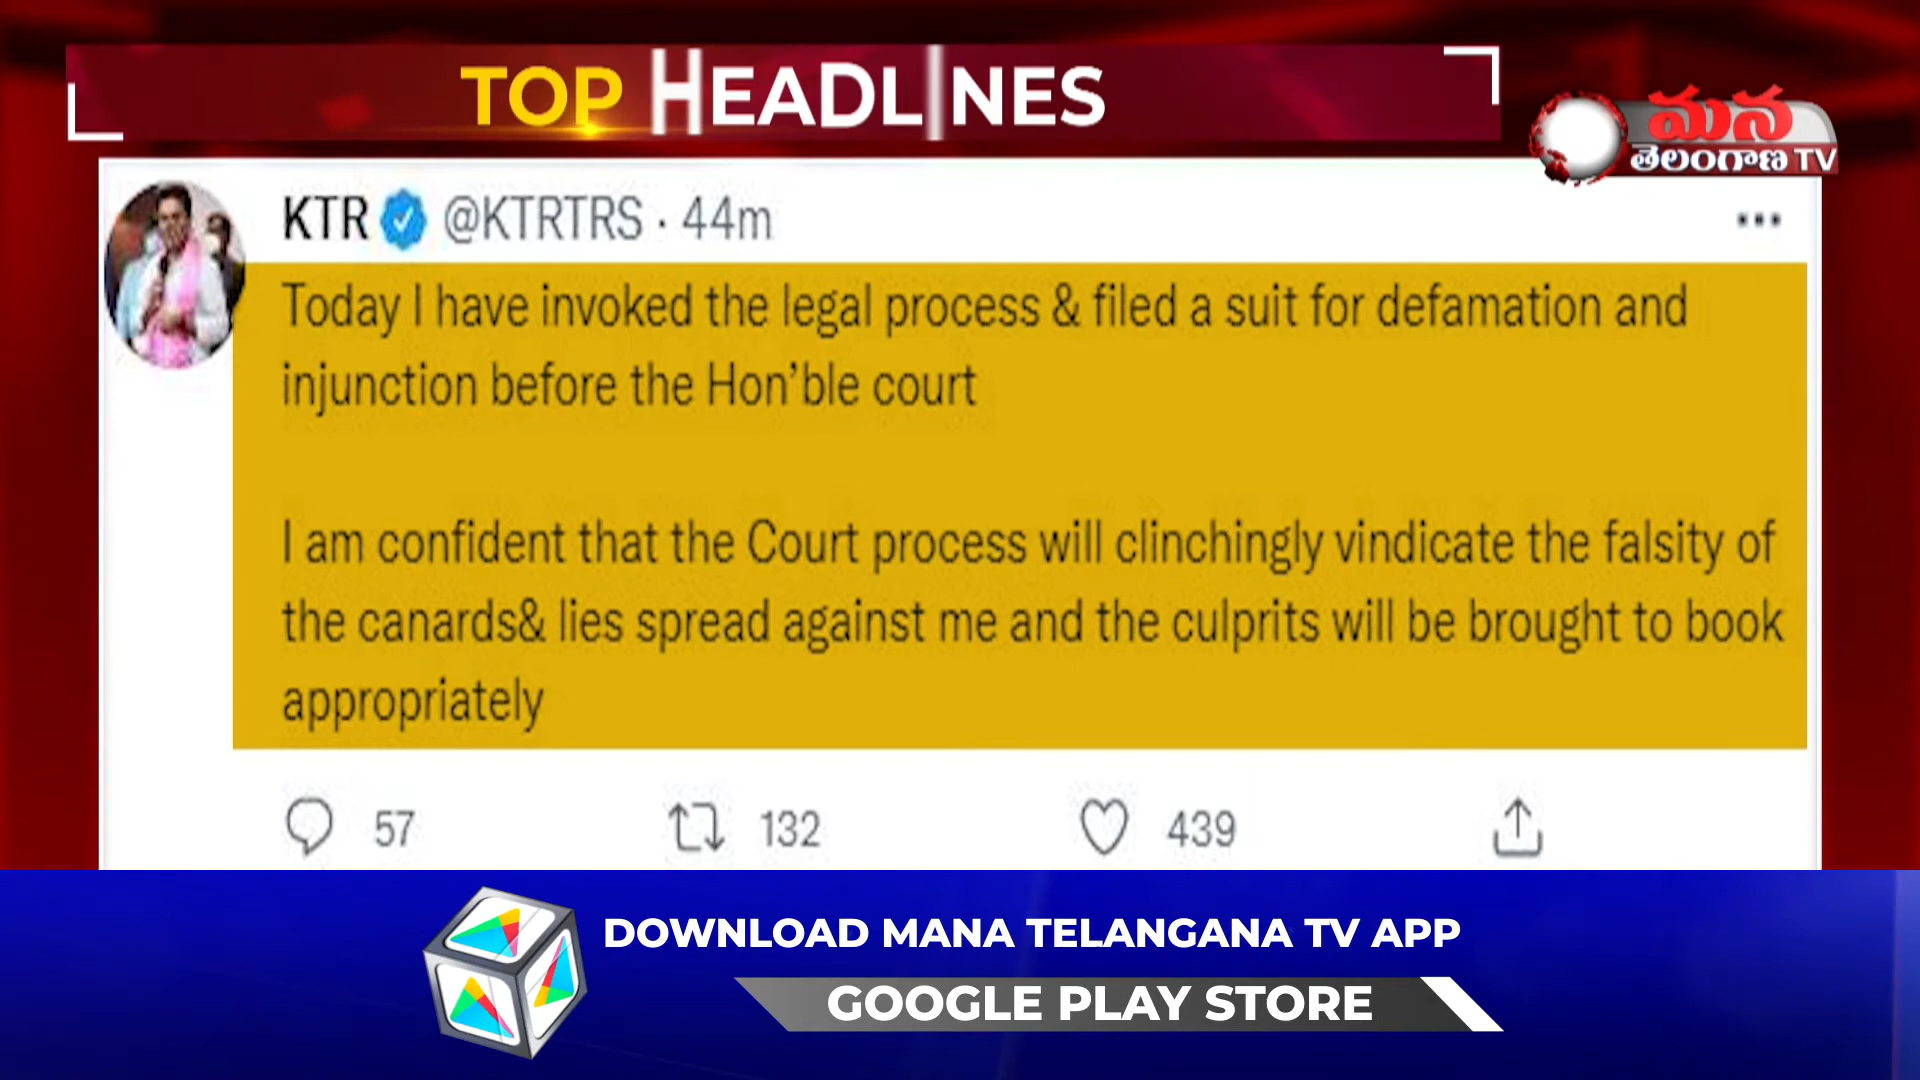 TOP HEADLINES
మన
తెలంగాణ TV
KTR @KTRTRS · 44m
Today I have invoked the legal process & filed a suit for defamation and
injunction before the Hon’ble court
I am confident that the Court process will clinchingly vindicate the falsity of
the canards& lies spread against me and the culprits will be brought to book
appropriately
57 132 439
DOWNLOAD MANA TELANGANA TV APP
GOOGLE PLAY STORE